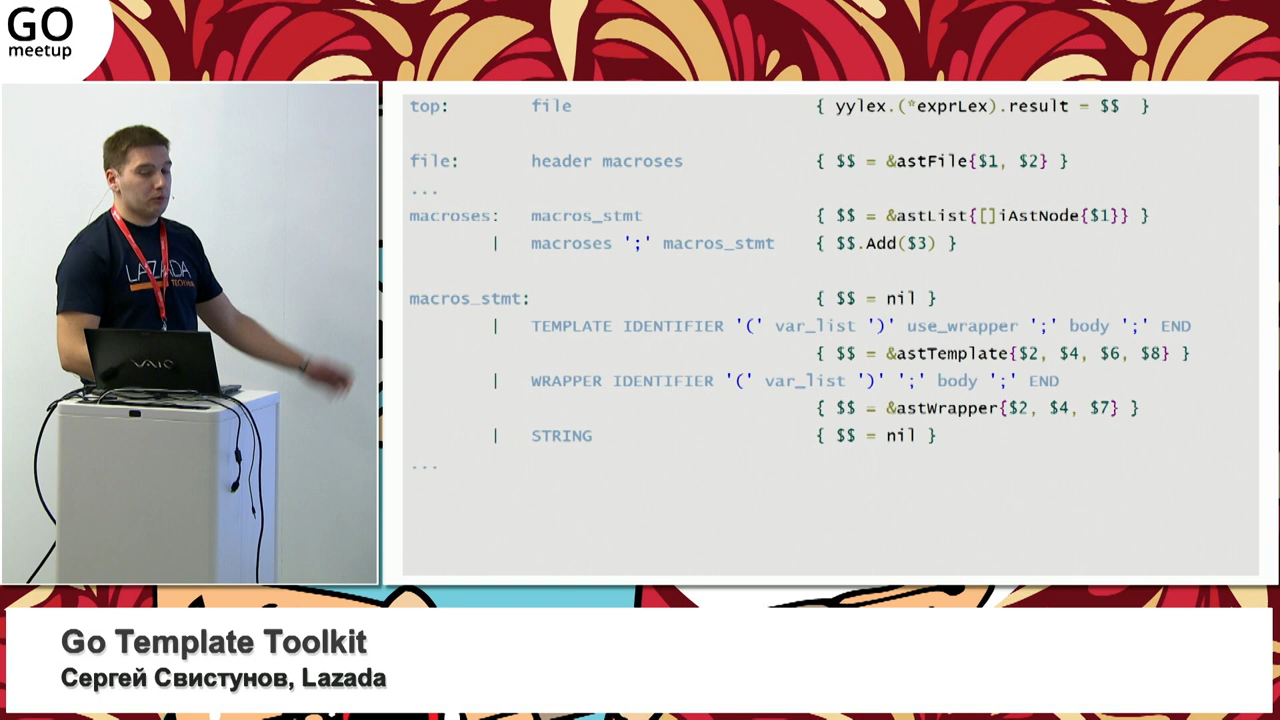 GO
meetup
LAZADA
VAIO
top: file { yylex.(*exprLex).result = $$ }
file: header macroses { $$ = &astFile{$1, $2} }
...
macroses: macros_stmt { $$ = &astList{[]iAstNode{$1}} }
| macroses ';' macros_stmt { $$.Add($3) }
macros_stmt: { $$ = nil }
| TEMPLATE IDENTIFIER '(' var_list ')' use_wrapper ';' body ';' END
{ $$ = &astTemplate{$2, $4, $6, $8} }
| WRAPPER IDENTIFIER '(' var_list ')' ';' body ';' END
{ $$ = &astWrapper{$2, $4, $7} }
| STRING { $$ = nil }
...
Go Template Toolkit
Сергей Свистунов, Lazada